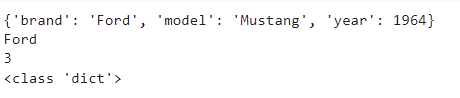 {'brand': 'Ford', 'model': 'Mustang', 'year': 1964}
Ford
3
<class 'dict'>